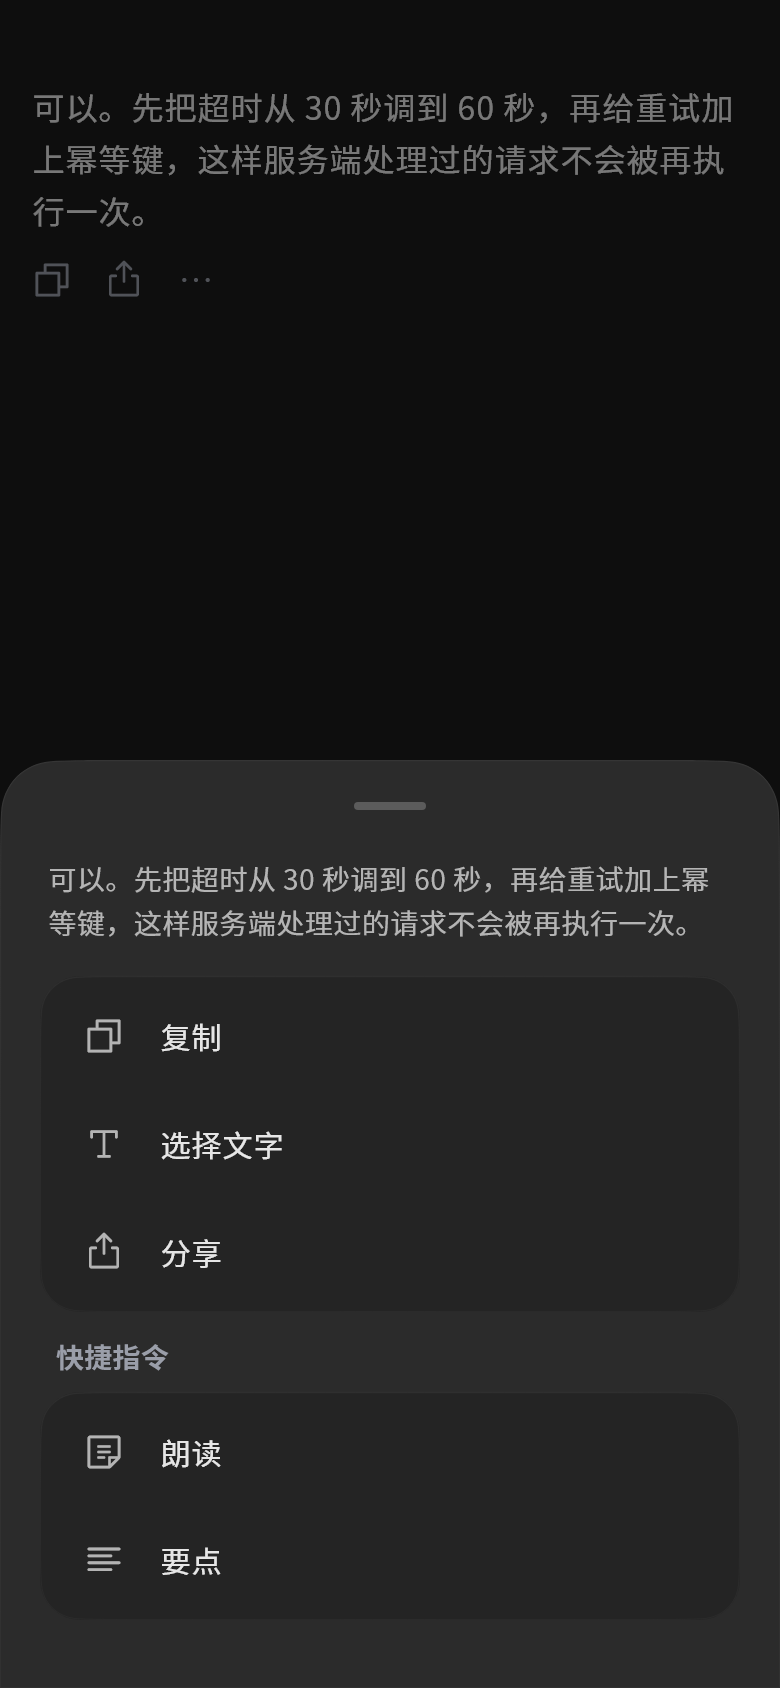 可以。先把超时从 30 秒调到 60 秒，再给重试加
上幂等键，这样服务端处理过的请求不会被再执
行一次。
可以。先把超时从 30 秒调到 60 秒，再给重试加上幂
等键，这样服务端处理过的请求不会被再执行一次。
复制
选择文字
分享
快捷指令
朗读
要点